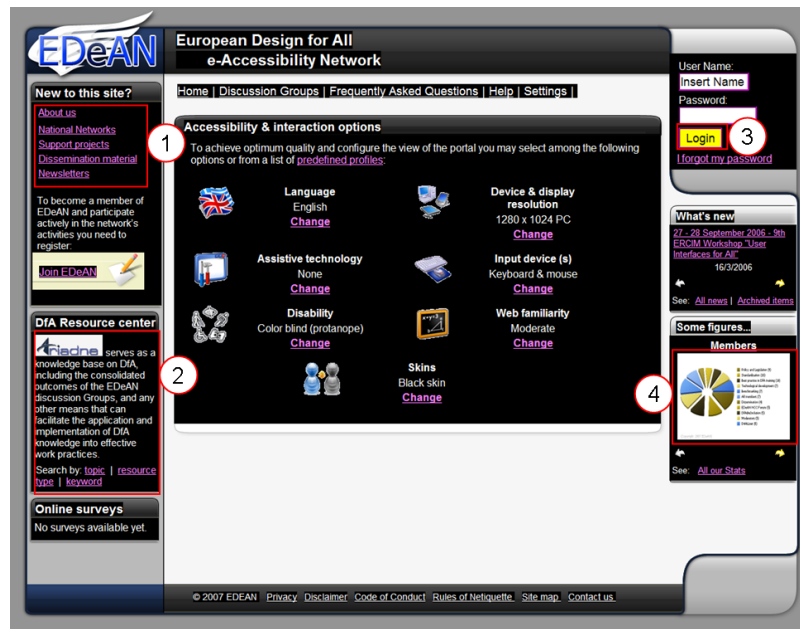 EDeAN
European Design for All
e-Accessibility Network
Home | Discussion Groups | Frequently Asked Questions | Help | Settings |
New to this site?
About us
National Networks
Support projects
Dissemination material
Newsletters
1
To become a member of
EDeAN and participate
actively in the network's
activities you need to
register:
Join EDeAN
DfA Resource center
Ariadne serves as a
knowledge base on DfA,
including the consolidated
outcomes of the EDeAN
discussion Groups, and any
other means that can
facilitate the application and
implementation of DfA
knowledge into effective
work practices.
Search by: topic | resource
type | keyword
2
Online surveys
No surveys available yet.
Accessibility & interaction options
To achieve optimum quality and configure the view of the portal you may select among the following
options or from a list of predefined profiles:
Language
English
Change
Device & display
resolution
1280 x 1024 PC
Change
Assistive technology
None
Change
Input device (s)
Keyboard & mouse
Change
Disability
Color blind (protanope)
Change
Web familiarity
Moderate
Change
Skins
Black skin
Change
User Name:
Insert Name
Password:
Login
3
I forgot my password
What's new
27 - 28 September 2006 - 9th
ERCIM Workshop "User
Interfaces for All"
16/3/2006
See: All news | Archived items
Some figures...
Members
4
See: All our Stats
© 2007 EDEAN Privacy Disclaimer Code of Conduct Rules of Netiquette Site map Contact us